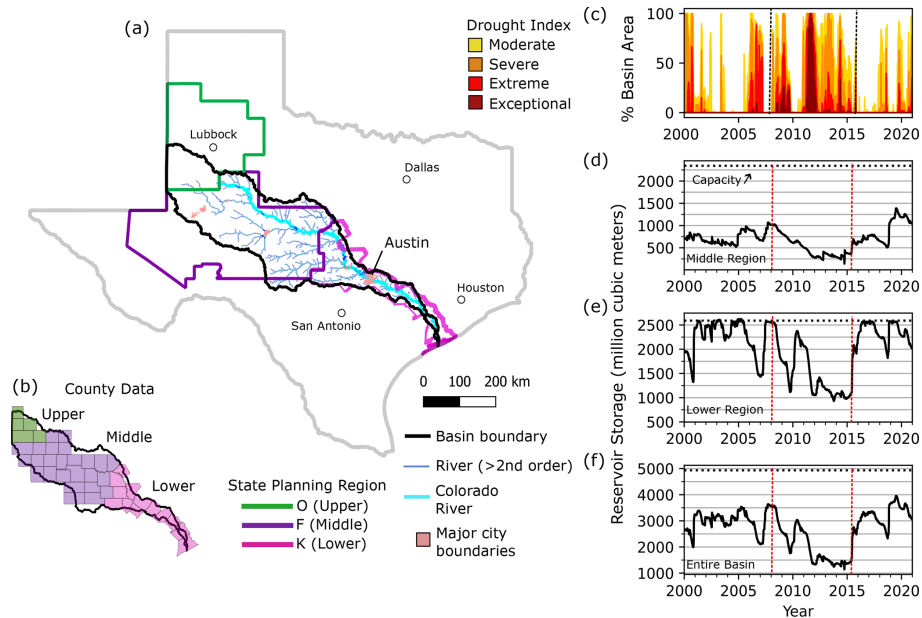 (a)
Lubbock
Dallas
Austin
Houston
San Antonio
0 100 200 km
Drought Index
Moderate
Severe
Extreme
Exceptional
(b)
County Data
Upper
Middle
Lower
State Planning Region
O (Upper)
F (Middle)
K (Lower)
Basin boundary
River (>2nd order)
Colorado
River
Major city
boundaries
(c)
% Basin Area
100
50
0
2000 2005 2010 2015 2020
(d)
Capacity
2000
1500
1000
500
Middle Region
2000 2005 2010 2015 2020
Reservoir Storage (million cubic meters)
(e)
2500
2000
1500
1000
500
Lower Region
2000 2005 2010 2015 2020
(f)
5000
4000
3000
2000
1000
Entire Basin
2000 2005 2010 2015 2020
Year